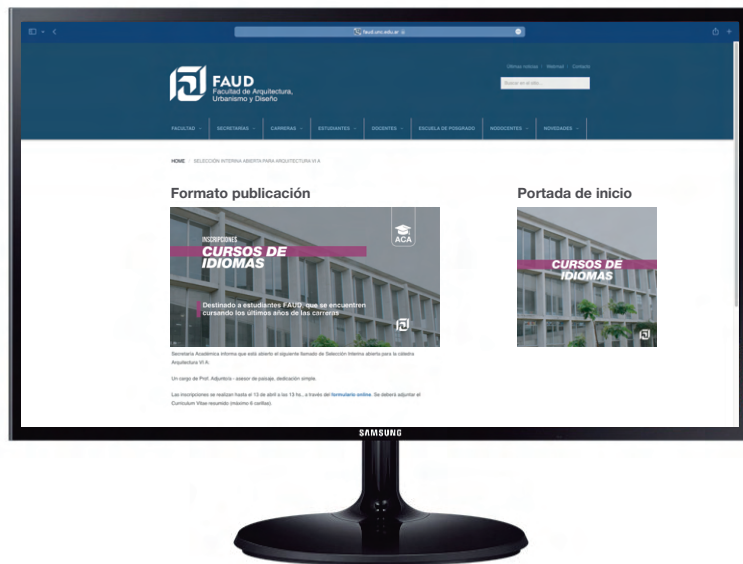 faud.unc.edu.ar
FAUD
Facultad de Arquitectura,
Urbanismo y Diseño
Últimas noticias | Webmail | Contacto
Buscar en el sitio...
FACULTAD
SECRETARÍAS
CARRERAS
ESTUDIANTES
DOCENTES
ESCUELA DE POSGRADO
NODOCENTES
NOVEDADES
HOME / SELECCIÓN INTERNA ABIERTA PARA ARQUITECTURA VI A
Formato publicación
Portada de inicio
INSCRIPCIONES
CURSOS DE
IDIOMAS
ACA
Destinado a estudiantes FAUD, que se encuentren
cursando los últimos años de las carreras
CURSOS DE
IDIOMAS
Secretaría Académica informa que está abierto el siguiente llamado de Selección Interna abierta para la cátedra
Arquitectura VI A:
Un cargo de Prof. Adjunto/a - asesor de paisaje, dedicación simple.
Las inscripciones se realizan hasta el 13 de abril a las 13 hs., a través del formulario online. Se deberá adjuntar el
Curriculum Vitae resumido (máximo 6 carillas).
SAMSUNG